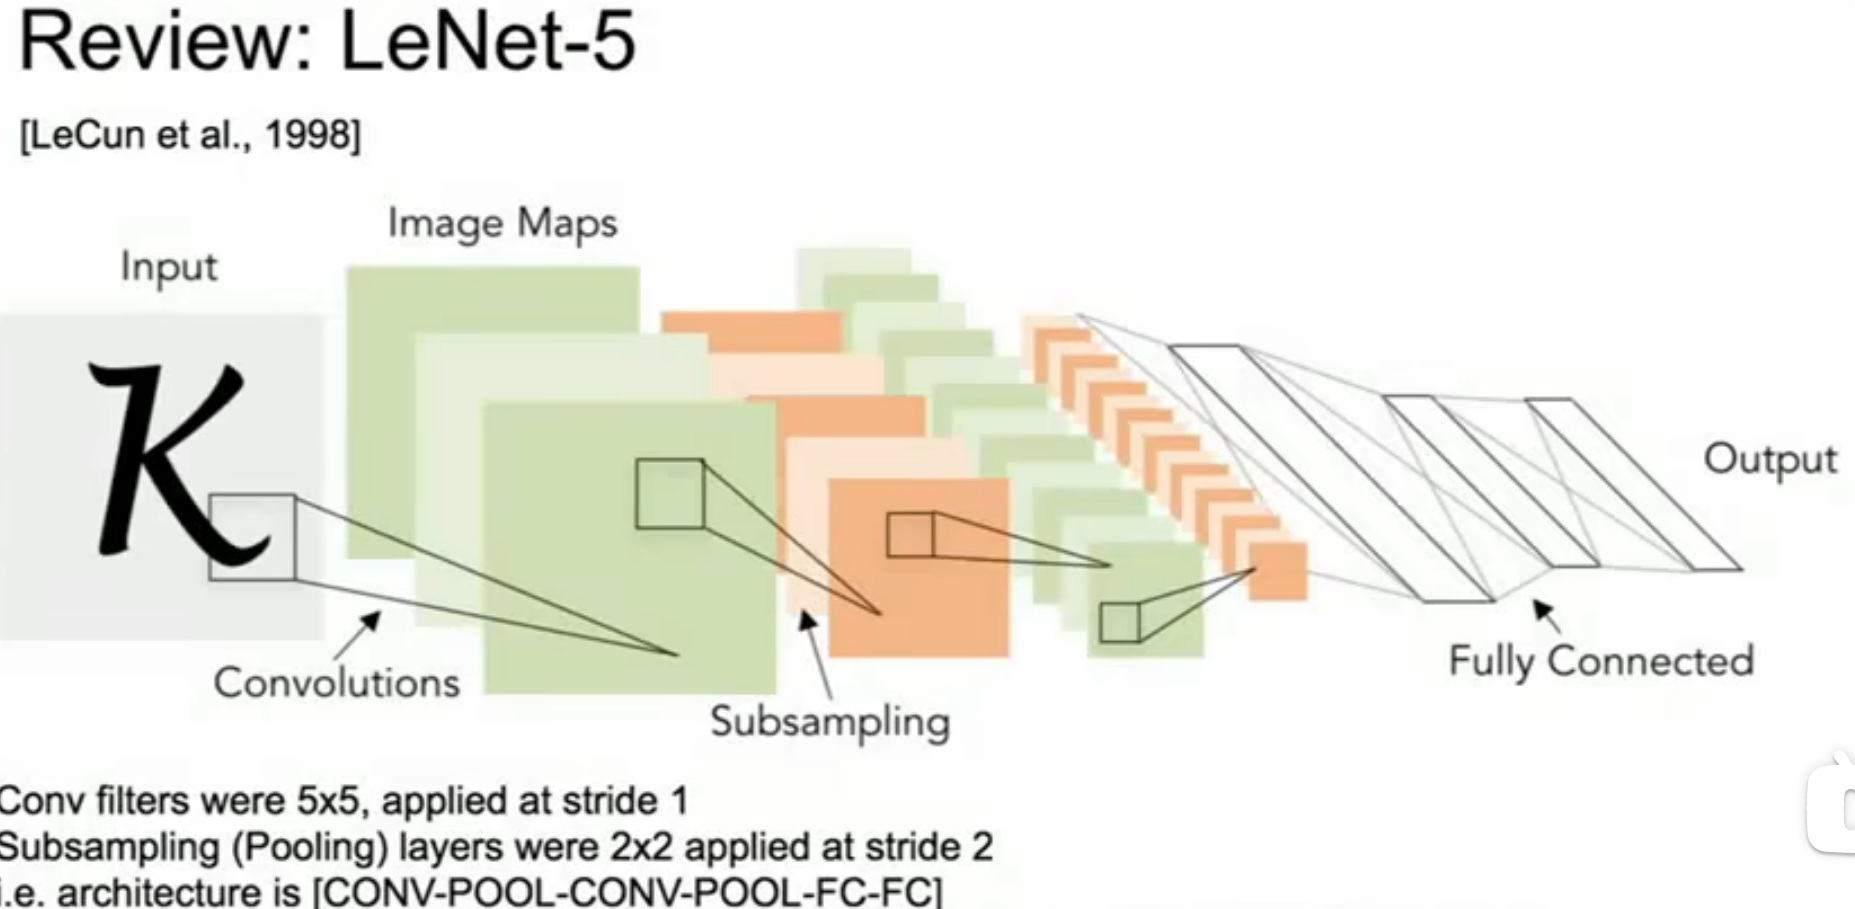 Review: LeNet-5
[LeCun et al., 1998]
Image Maps
Input
K
Output
Convolutions
Subsampling
Fully Connected
Conv filters were 5x5, applied at stride 1
Subsampling (Pooling) layers were 2x2 applied at stride 2
i.e. architecture is [CONV-POOL-CONV-POOL-FC-FC]